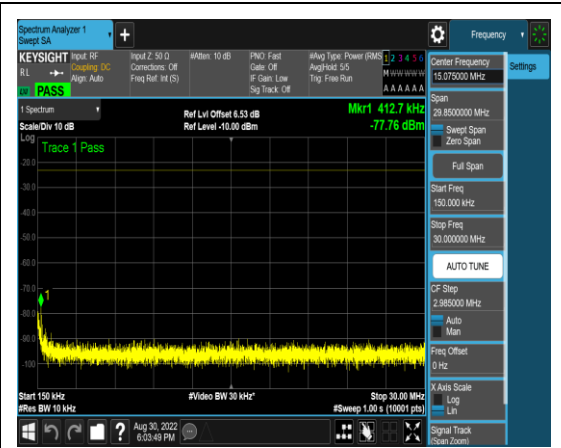 Spectrum Analyzer 1
Swept SA
Frequency
KEYSIGHT
RL
PASS
Input: RF
Coupling: DC
Align: Auto
Input Z: 50 Ω
Corrections: Off
Freq Ref: Int (S)
#Atten: 10 dB
PNO: Fast
Gate: Off
IF Gain: Low
Sig Track: Off
#Avg Type: Power (RMS
Avg|Hold: 5/5
Trig: Free Run
1 2 3 4 5 6
M W W W W W
A A A A A A
Center Frequency
15.075000 MHz
Settings
Span
29.8500000 MHz
Swept Span
Zero Span
Full Span
Start Freq
150.000 kHz
Stop Freq
30.000000 MHz
AUTO TUNE
CF Step
2.985000 MHz
Auto
Man
Freq Offset
0 Hz
X Axis Scale
Log
Lin
Signal Track
(Span Zoom)
1 Spectrum
Scale/Div 10 dB
Ref Lvl Offset 6.53 dB
Ref Level -10.00 dBm
Mkr1 412.7 kHz
-77.76 dBm
Log
Trace 1 Pass
-20.0
-30.0
-40.0
-50.0
-60.0
-70.0
-80.0
-90.0
-100
1
Start 150 kHz
#Res BW 10 kHz
#Video BW 30 kHz*
Stop 30.00 MHz
#Sweep 1.00 s (10001 pts)
?
Aug 30, 2022
6:03:49 PM